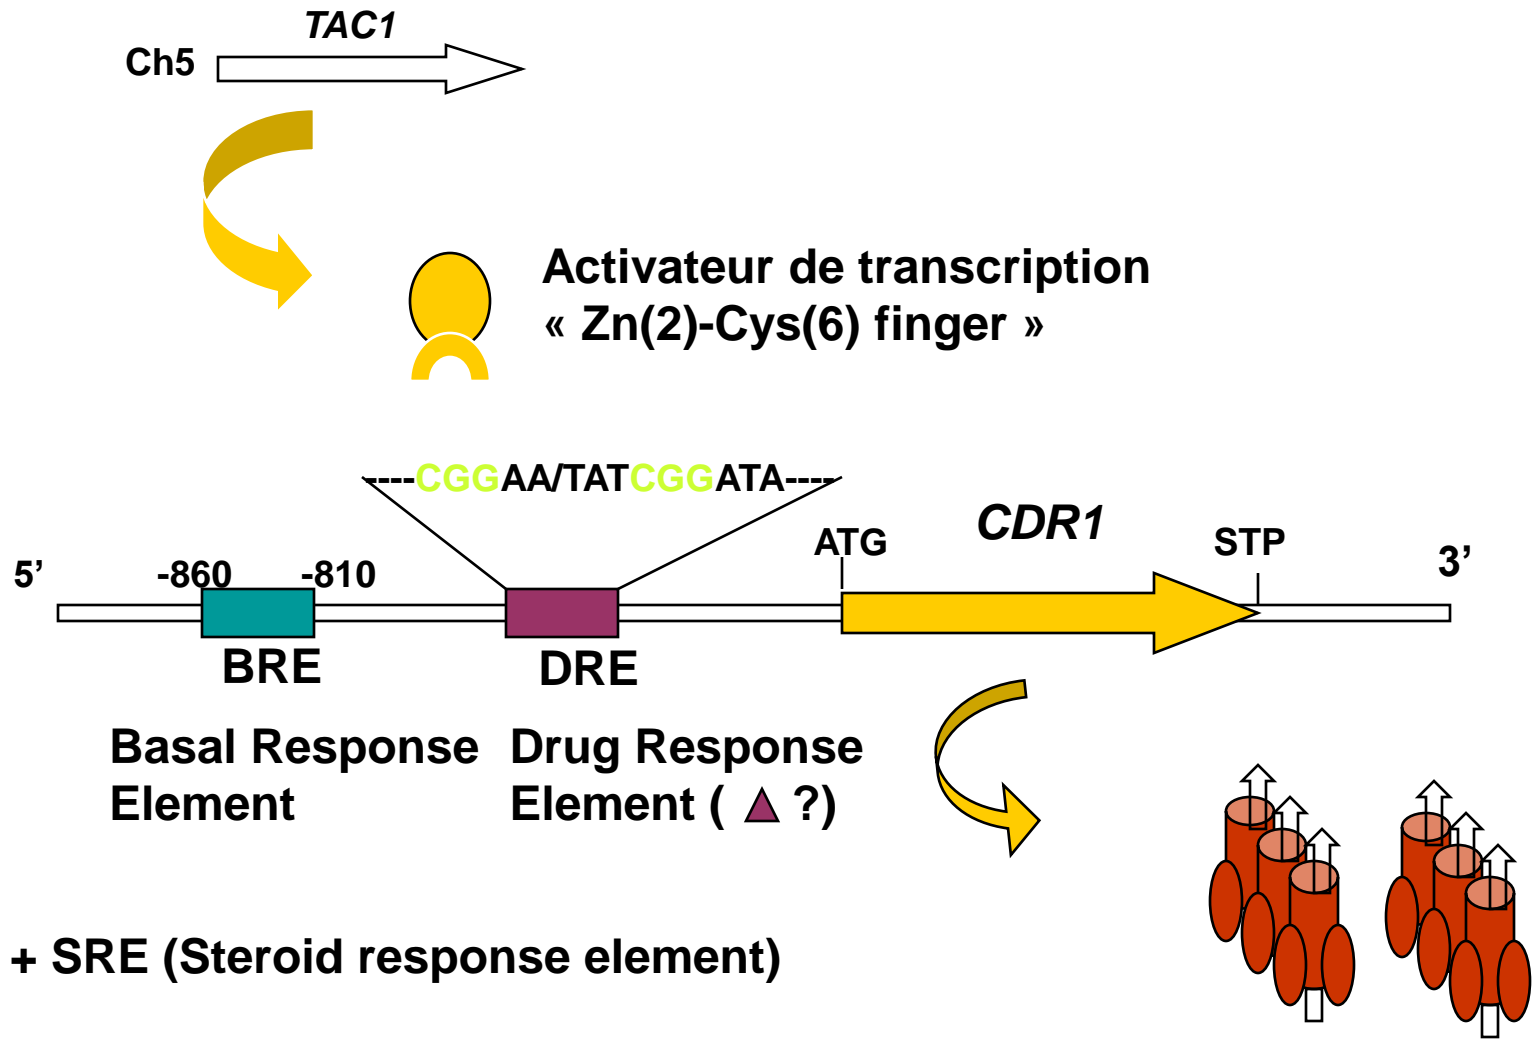 TAC1
Ch5
Activateur de transcription
« Zn(2)-Cys(6) finger »
----CGGAA/TATCGGATA----
CDR1
ATG
STP
5’
-860
-810
3’
BRE
DRE
Basal Response
Element
Drug Response
Element ( ?)
+ SRE (Steroid response element)